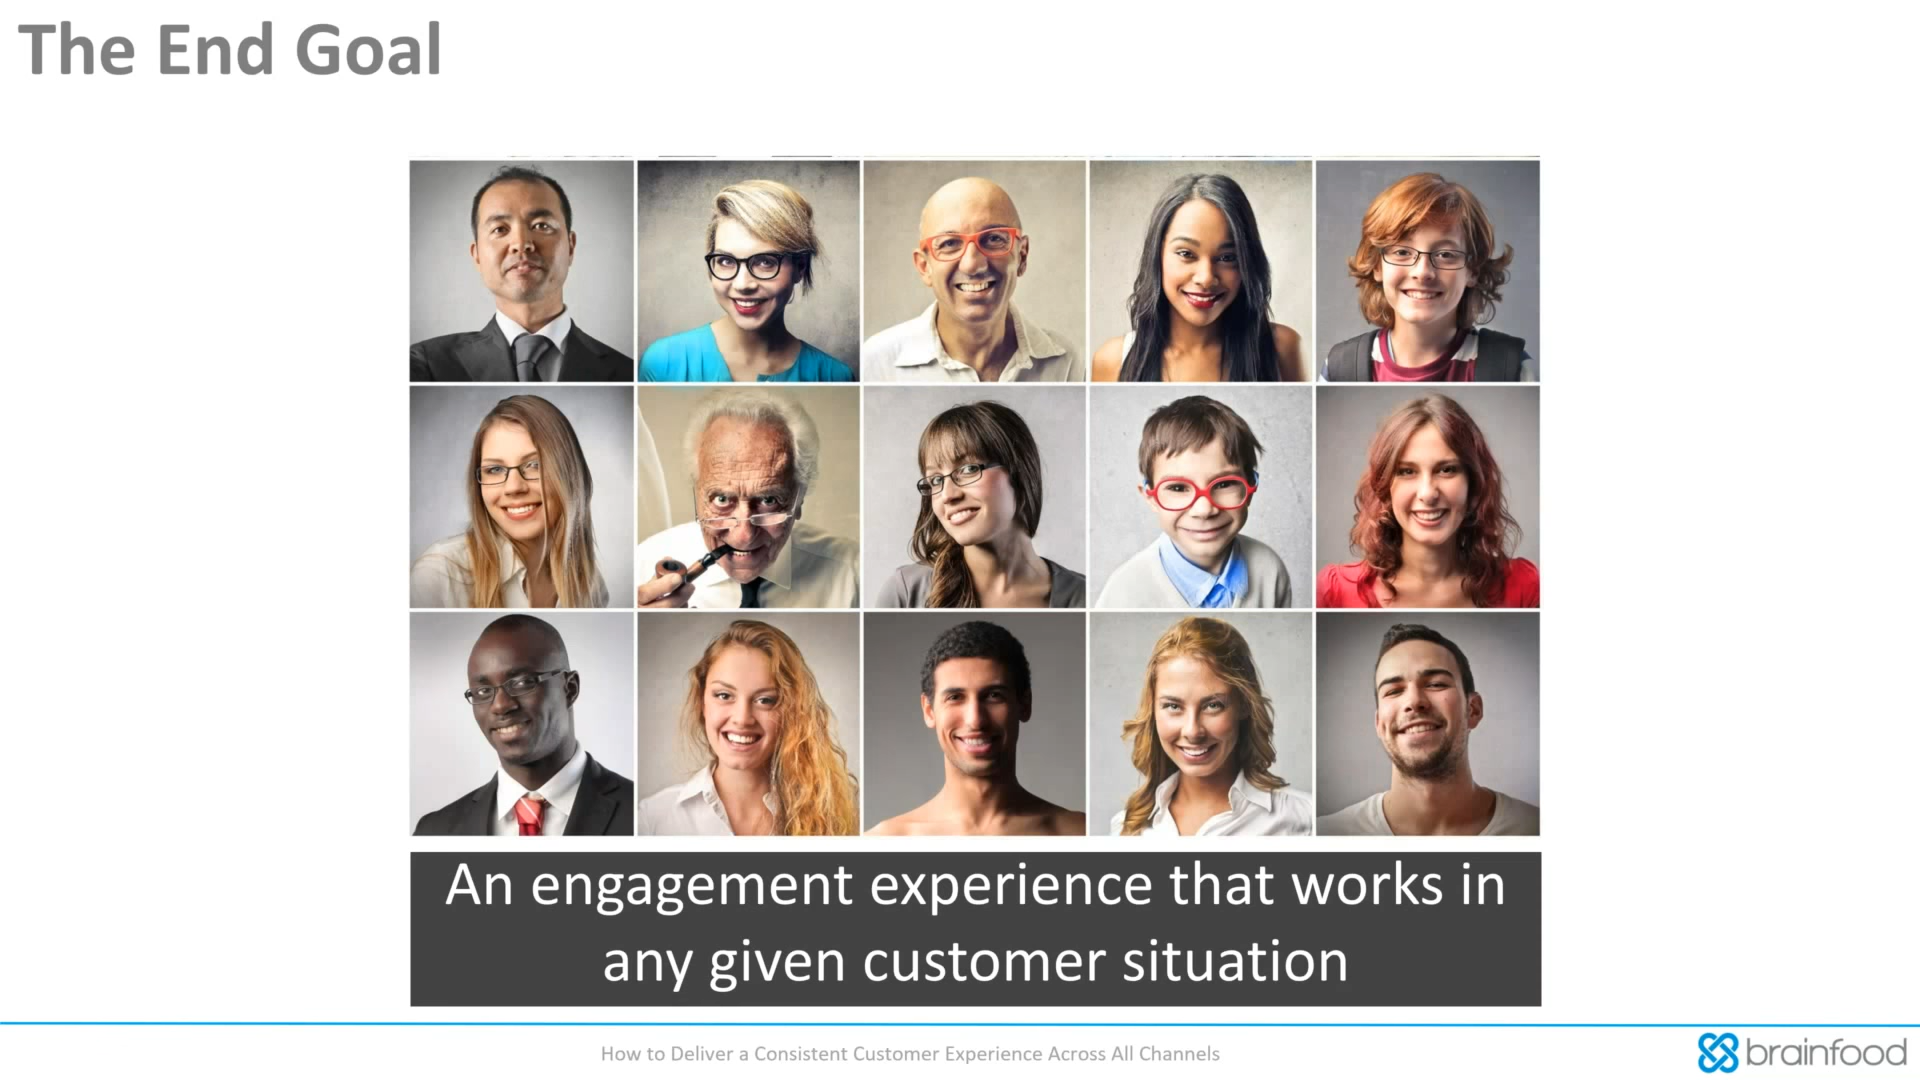 The End Goal
An engagement experience that works in
any given customer situation
How to Deliver a Consistent Customer Experience Across All Channels
brainfood